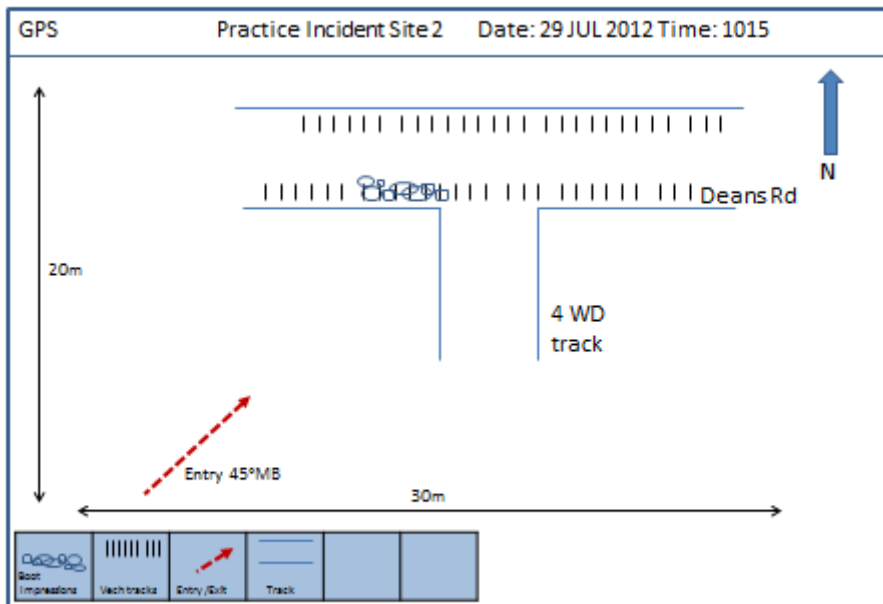 GPS Practice Incident Site 2 Date: 29 JUL 2012 Time: 1015
N
Deans Rd
20m
4 WD
track
Entry 45°MB
30m
Boot
Impressions
Vech tracks
Entry /Exit
Track